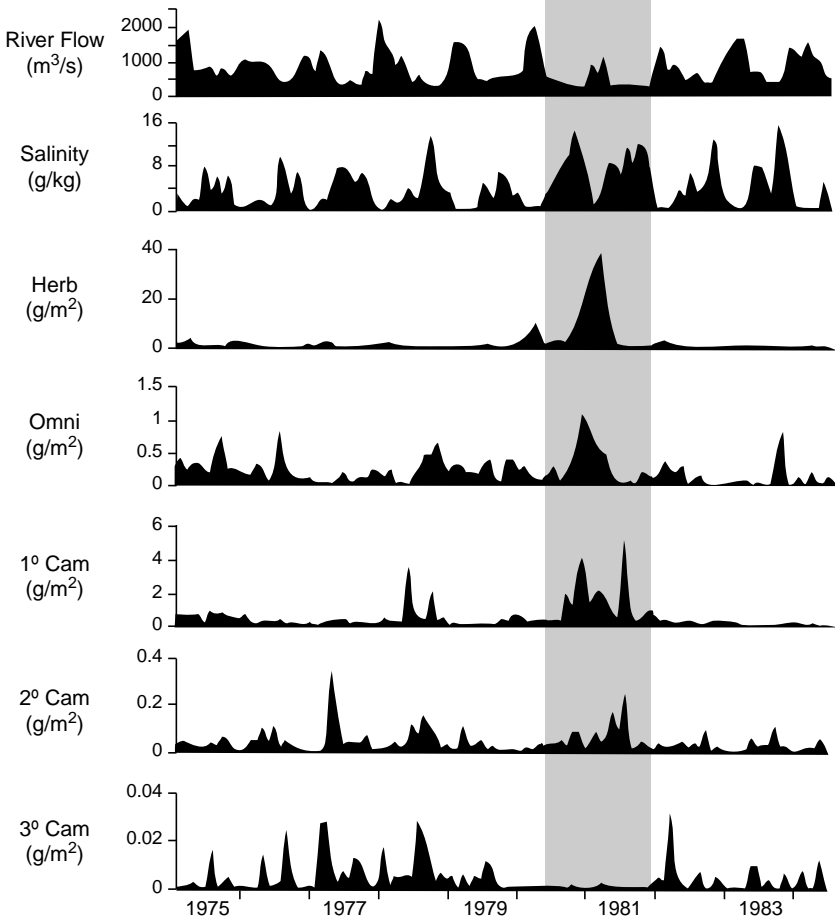 River Flow
(m³/s)
2000
1000
0
Salinity
(g/kg)
16
8
0
Herb
(g/m²)
40
20
0
Omni
(g/m²)
1.5
1
0.5
0
1º Cam
(g/m²)
6
4
2
0
2º Cam
(g/m²)
0.4
0.2
0
3º Cam
(g/m²)
0.04
0.02
0
1975 1977 1979 1981 1983